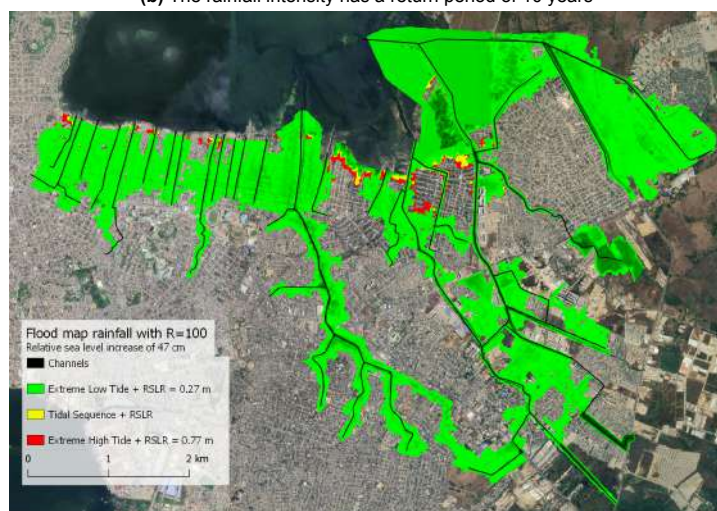 (b) The rainfall intensity has a return period of 10 years
Flood map rainfall with R=100
Relative sea level increase of 47 cm
Channels
Extreme Low Tide + RSLR = 0.27 m
Tidal Sequence + RSLR
Extreme High Tide + RSLR = 0.77 m
0 1 2 km